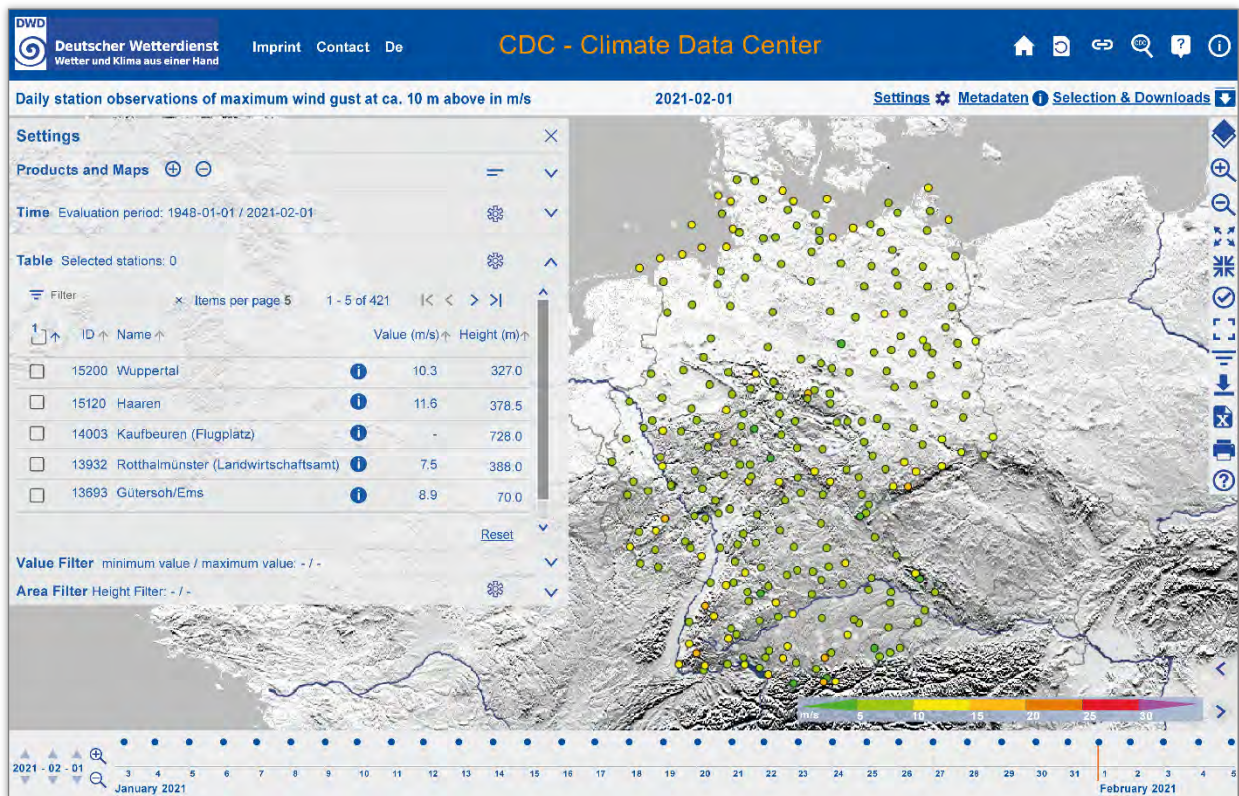 DWD
Deutscher Wetterdienst
Wetter und Klima aus einer Hand
Imprint Contact De
CDC - Climate Data Center
CDC
?
i
Daily station observations of maximum wind gust at ca. 10 m above in m/s
2021-02-01
Settings Metadaten i Selection & Downloads
Settings
Products and Maps
Time Evaluation period: 1948-01-01 / 2021-02-01
Table Selected stations: 0
Filter × Items per page 5 1 - 5 of 421
1 ID Name Value (m/s) Height (m)
15200 Wuppertal i 10.3 327.0
15120 Haaren i 11.6 378.5
14003 Kaufbeuren (Flugplatz) i - 728.0
13932 Rotthalmünster (Landwirtschaftsamt) i 7.5 388.0
13693 Gütersoh/Ems i 8.9 70.0
Reset
Value Filter minimum value / maximum value: - / -
Area Filter Height Filter: - / -
x
?
m/s 5 10 15 20 25 30
2021 - 02 - 01
3 4 5 6 7 8 9 10 11 12 13 14 15 16 17 18 19 20 21 22 23 24 25 26 27 28 29 30 31 1 2 3 4 5
January 2021 February 2021